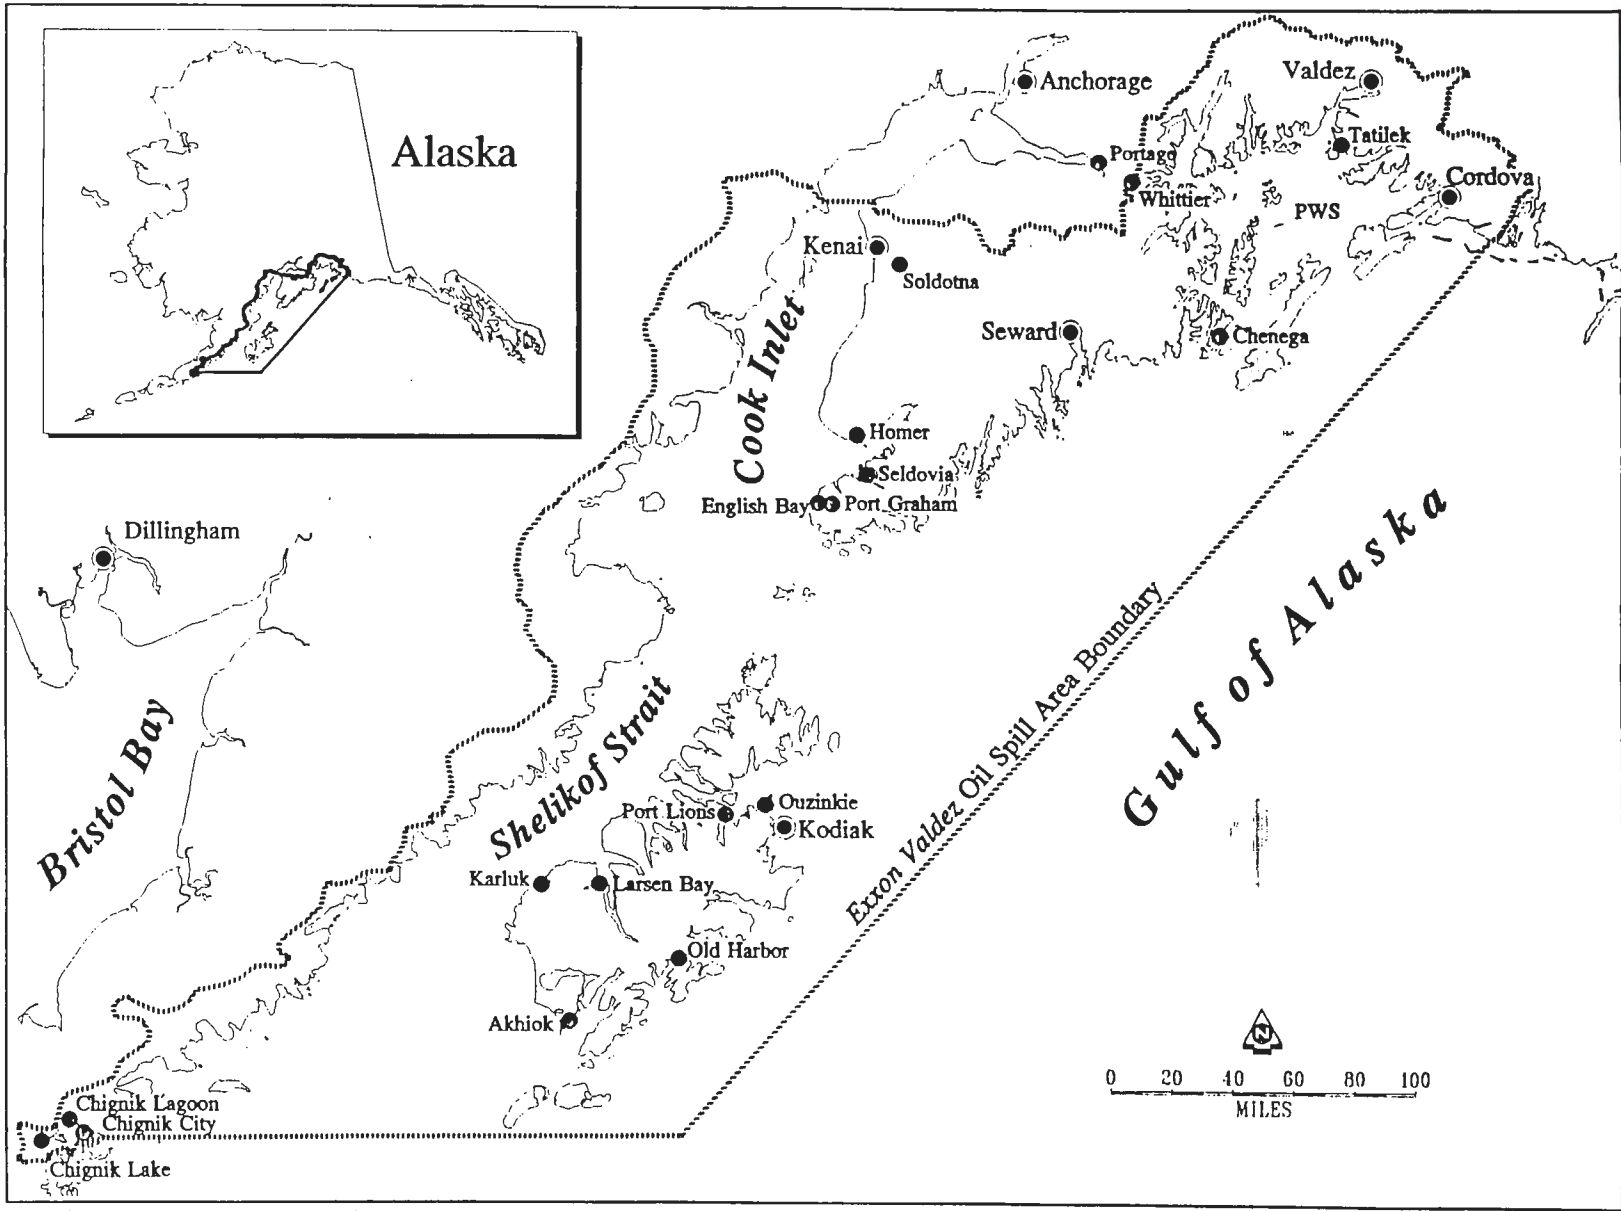 Alaska
Anchorage
Valdez
Portage
Tatilek
Whittier
Cordova
PWS
Kenai
Soldotna
Seward
Chenega
Cook Inlet
Homer
Seldovia
English Bay
Port Graham
Dillingham
Bristol Bay
Shelikof Strait
Gulf of Alaska
Exxon Valdez Oil Spill Area Boundary
Port Lions
Ouzinkie
Kodiak
Karluk
Larsen Bay
Old Harbor
Akhiok
N
0 20 40 60 80 100
MILES
Chignik Lagoon
Chignik City
Chignik Lake